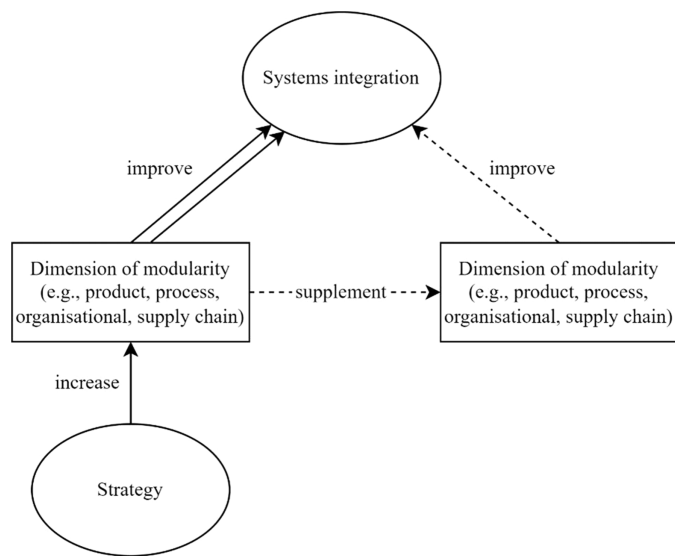 Systems integration
improve
improve
Dimension of modularity
(e.g., product, process,
organisational, supply chain)
supplement
Dimension of modularity
(e.g., product, process,
organisational, supply chain)
increase
Strategy